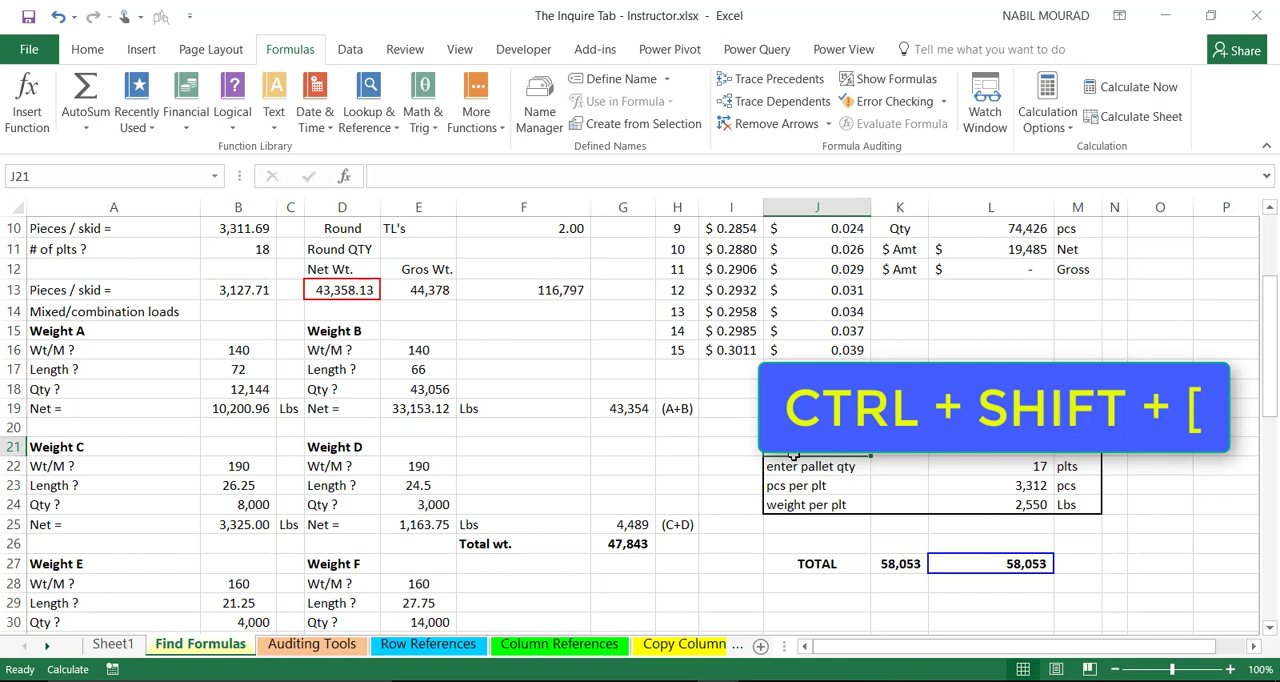 The Inquire Tab - Instructor.xlsx - Excel
NABIL MOURAD
File Home Insert Page Layout Formulas Data Review View Developer Add-ins Power Pivot Power Query Power View Tell me what you want to do Share
fx Insert Function
AutoSum
Recently Used
Financial
Logical
Text
Date & Time
Lookup & Reference
Math & Trig
More Functions
Function Library
Name Manager
Define Name
Use in Formula
Create from Selection
Defined Names
Trace Precedents
Trace Dependents
Remove Arrows
Show Formulas
Error Checking
Evaluate Formula
Formula Auditing
Watch Window
Calculation Options
Calculate Now
Calculate Sheet
Calculation
J21 fx
A B C D E F G H I J K L M N O P
10 Pieces / skid = 3,311.69 Round TL's 2.00 9 $ 0.2854 $ 0.024 Qty 74,426 pcs
11 # of plts ? 18 Round QTY 10 $ 0.2880 $ 0.026 $ Amt $ 19,485 Net
12 Net Wt. Gros Wt. 11 $ 0.2906 $ 0.029 $ Amt $ - Gross
13 Pieces / skid = 3,127.71 43,358.13 44,378 116,797 12 $ 0.2932 $ 0.031
14 Mixed/combination loads 13 $ 0.2958 $ 0.034
15 Weight A Weight B 14 $ 0.2985 $ 0.037
16 Wt/M ? 140 Wt/M ? 140 15 $ 0.3011 $ 0.039
17 Length ? 72 Length ? 66
18 Qty ? 12,144 Qty ? 43,056
19 Net = 10,200.96 Lbs Net = 33,153.12 Lbs 43,354 (A+B)
CTRL + SHIFT + [
20
21 Weight C Weight D
22 Wt/M ? 190 Wt/M ? 190 enter pallet qty 17 plts
23 Length ? 26.25 Length ? 24.5 pcs per plt 3,312 pcs
24 Qty ? 8,000 Qty ? 3,000 weight per plt 2,550 Lbs
25 Net = 3,325.00 Lbs Net = 1,163.75 Lbs 4,489 (C+D)
26 Total wt. 47,843
27 Weight E Weight F TOTAL 58,053 58,053
28 Wt/M ? 160 Wt/M ? 160
29 Length ? 21.25 Length ? 27.75
30 Qty ? 4,000 Qty ? 14,000
Sheet1 Find Formulas Auditing Tools Row References Column References Copy Column ...
Ready Calculate 100%